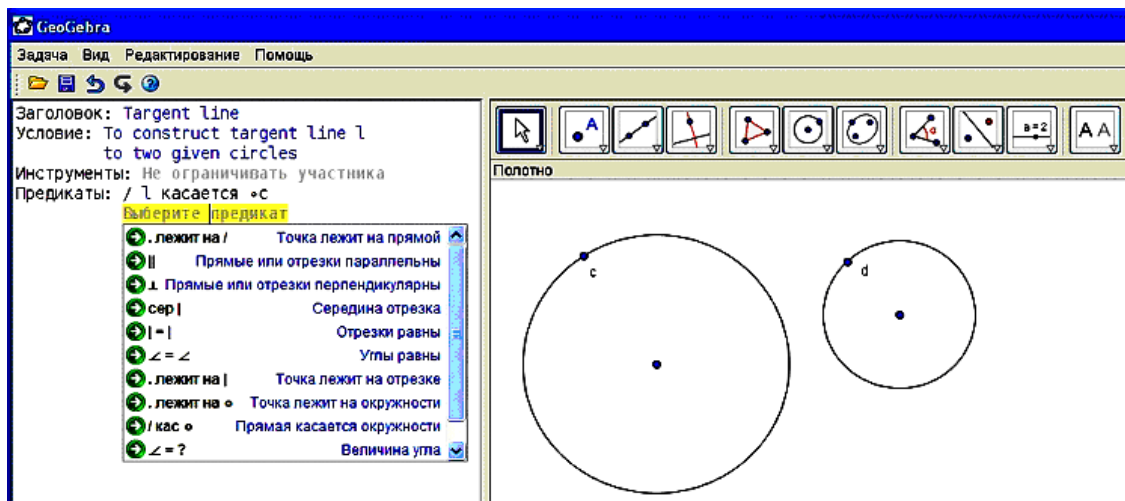 GeoGebra
Задача Вид Редактирование Помощь
Заголовок: Targent line
Условие: To construct targent line l
to two given circles
Инструменты: Не ограничивать участника
Предикаты: / l касается ∘c
Выберите предикат
. лежит на / Точка лежит на прямой
|| Прямые или отрезки параллельны
⊥ Прямые или отрезки перпендикулярны
сер | Середина отрезка
| = | Отрезки равны
∠ = ∠ Углы равны
. лежит на | Точка лежит на отрезке
. лежит на ∘ Точка лежит на окружности
/ кас ∘ Прямая касается окружности
∠ = ? Величина угла
A α a=2 A A
Полотно
c
d